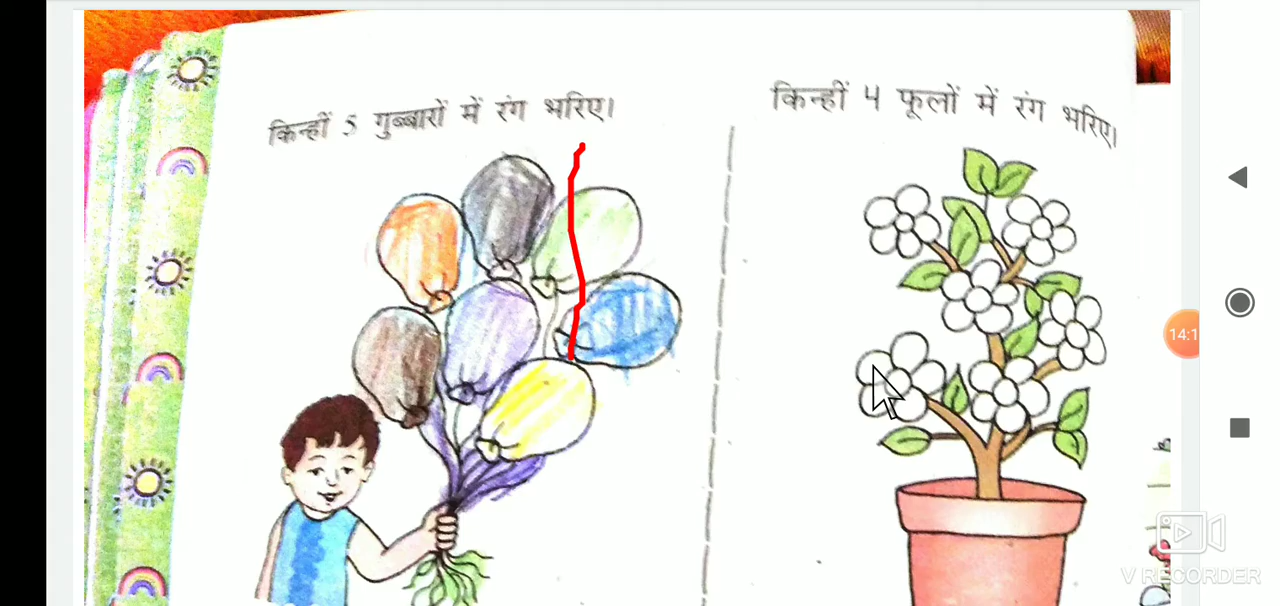 किन्हीं 5 गुब्बारों में रंग भरिए।
किन्हीं 4 फूलों में रंग भरिए।
14:1
V RECORDER